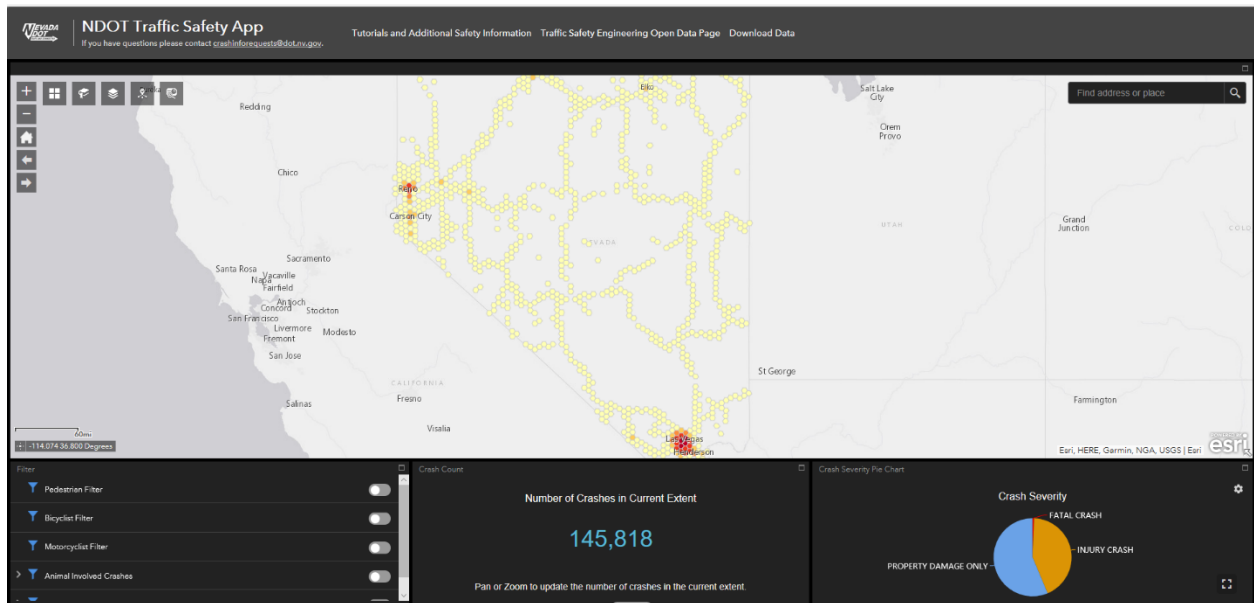 NEVADA
DOT
NDOT Traffic Safety App
If you have questions please contact crashinforequests@dot.nv.gov.
Tutorials and Additional Safety Information Traffic Safety Engineering Open Data Page Download Data
Find address or place
Redding
Elko
Salt Lake
City
Orem
Provo
Chico
Reno
Carson City
NEVADA
UTAH
Grand
Junction
COLO
Sacramento
Santa Rosa
Vacaville
Napa
Fairfield
Antioch
Concord
Stockton
San Francisco
Livermore
Modesto
Fremont
San Jose
St George
CALIFORNIA
Fresno
Salinas
Farmington
Visalia
60mi
-114.074 36.800 Degrees
Las Vegas
Henderson
Esri, HERE, Garmin, NGA, USGS | Esri
esri
Filter
Pedestrian Filter
Bicyclist Filter
Motorcyclist Filter
Animal Involved Crashes
Crash Count
Number of Crashes in Current Extent
145,818
Pan or Zoom to update the number of crashes in the current extent.
Crash Severity Pie Chart
Crash Severity
FATAL CRASH
INJURY CRASH
PROPERTY DAMAGE ONLY